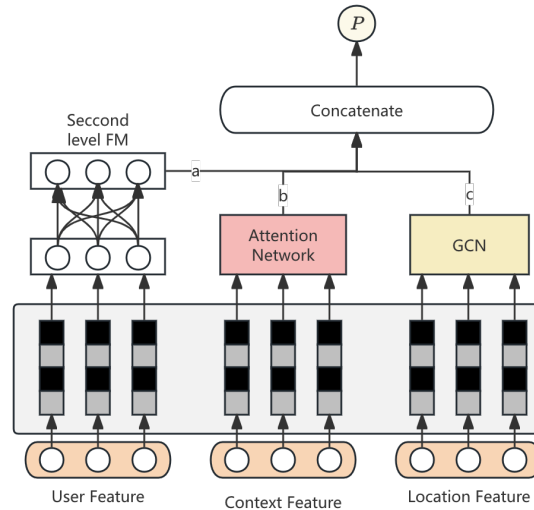 P
Concatenate
Seccond
level FM
a
b
c
Attention
Network
GCN
User Feature
Context Feature
Location Feature